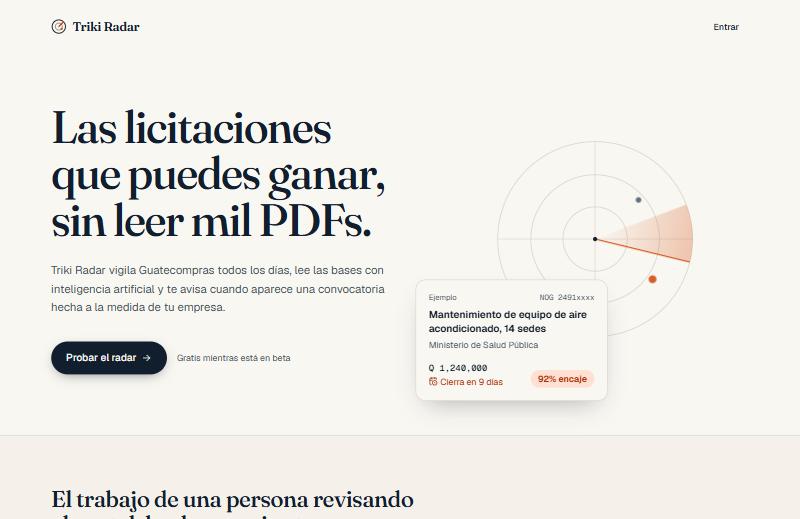 Triki Radar
Entrar
Las licitaciones
que puedes ganar,
sin leer mil PDFs.
Triki Radar vigila Guatecompras todos los días, lee las bases con
inteligencia artificial y te avisa cuando aparece una convocatoria
hecha a la medida de tu empresa.
Probar el radar →
Gratis mientras está en beta
Ejemplo
NOG 2491xxxx
Mantenimiento de equipo de aire
acondicionado, 14 sedes
Ministerio de Salud Pública
Q 1,240,000
Cierra en 9 días
92% encaje
El trabajo de una persona revisando